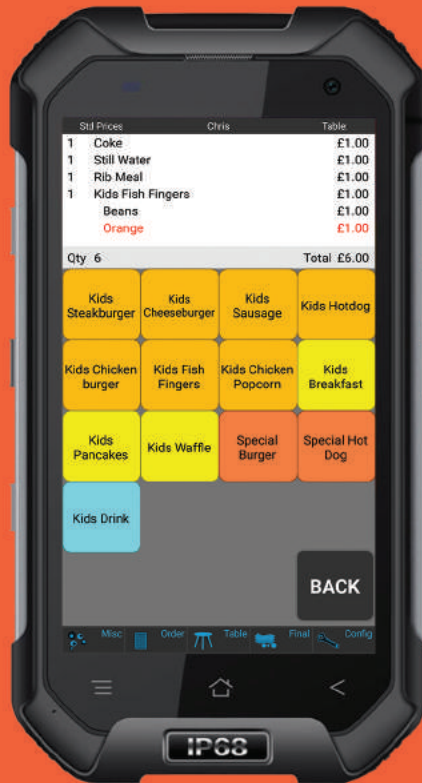 Std Prices Chris Table
1 Coke £1.00
1 Still Water £1.00
1 Rib Meal £1.00
1 Kids Fish Fingers £1.00
Beans £1.00
Orange £1.00
Qty 6 Total £6.00
Kids
Steakburger
Kids
Cheeseburger
Kids
Sausage
Kids Hotdog
Kids Chicken
burger
Kids Fish
Fingers
Kids Chicken
Popcorn
Kids
Breakfast
Kids
Pancakes
Kids Waffle
Special
Burger
Special Hot
Dog
Kids Drink
BACK
Misc Order Table Final Config
IP68